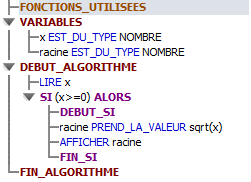 FONCTIONS_UTILISEES
VARIABLES
x EST_DU_TYPE NOMBRE
racine EST_DU_TYPE NOMBRE
DEBUT_ALGORITHME
LIRE x
SI (x>=0) ALORS
DEBUT_SI
racine PREND_LA_VALEUR sqrt(x)
AFFICHER racine
FIN_SI
FIN_ALGORITHME